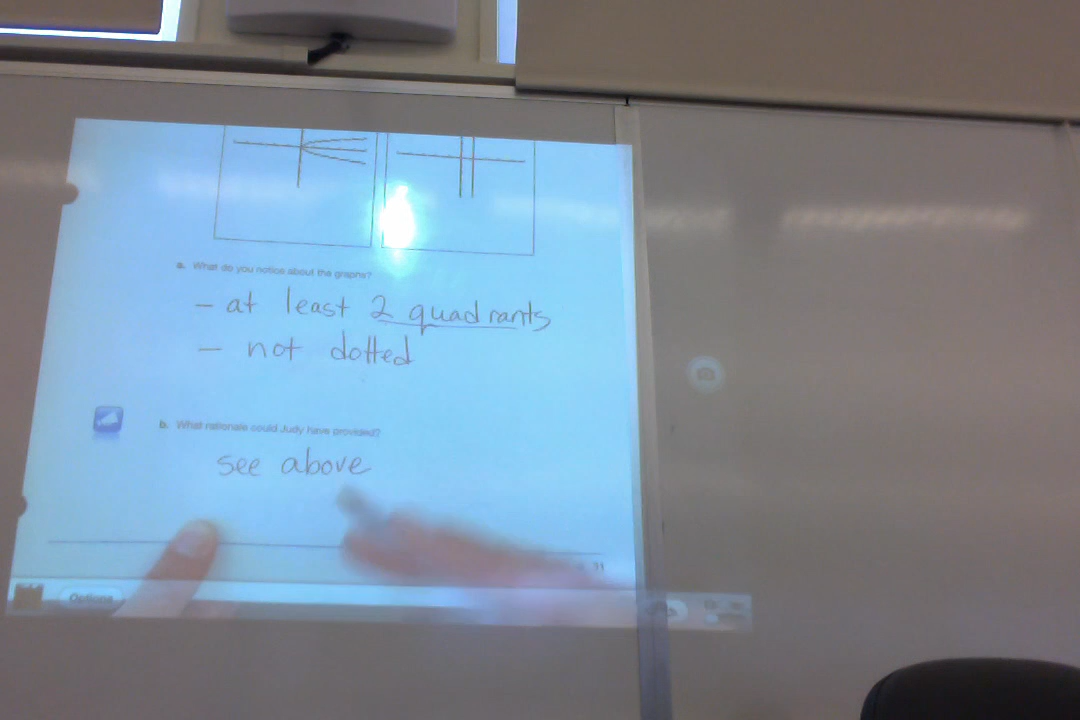 a. What do you notice about the graphs?
– at least 2 quadrants
– not dotted
b. What rationale could Judy have provided?
see above
31
Options